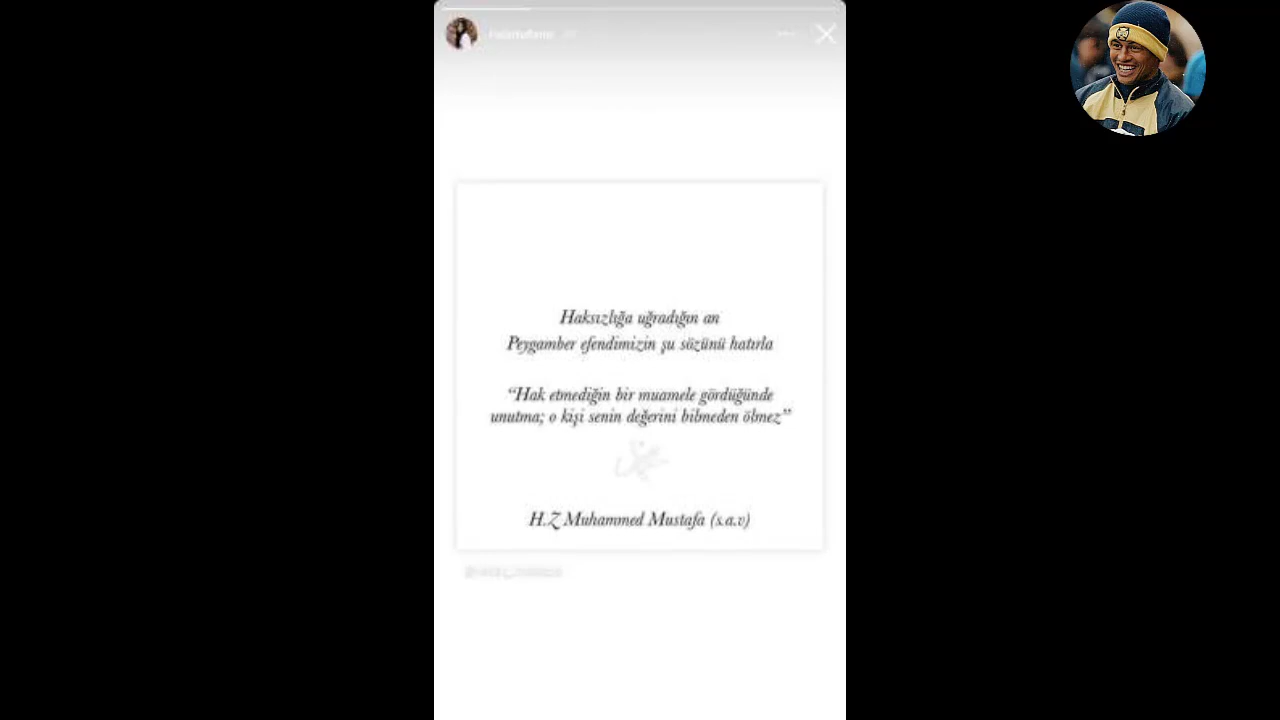 Haksızlığa uğradığın an
Peygamber efendimizin şu sözünü hatırla
“Hak etmediğin bir muamele gördüğünde
unutma; o kişi senin değerini bilmeden ölmez”
H.Z Muhammed Mustafa (s.a.v)